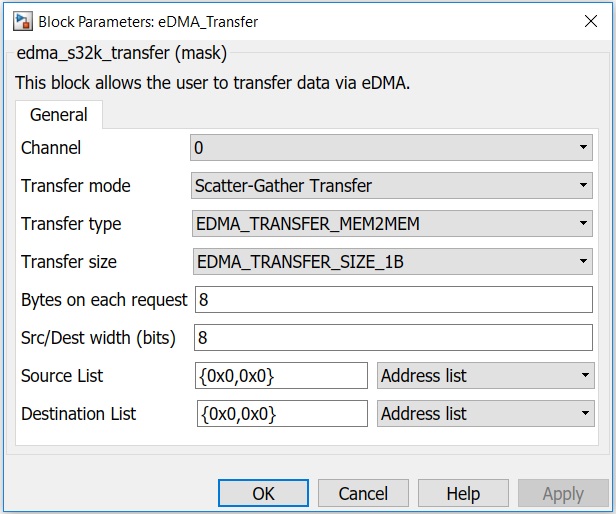 Block Parameters: eDMA_Transfer
edma_s32k_transfer (mask)
This block allows the user to transfer data via eDMA.
General
Channel 0
Transfer mode Scatter-Gather Transfer
Transfer type EDMA_TRANSFER_MEM2MEM
Transfer size EDMA_TRANSFER_SIZE_1B
Bytes on each request 8
Src/Dest width (bits) 8
Source List {0x0,0x0} Address list
Destination List {0x0,0x0} Address list
OK Cancel Help Apply